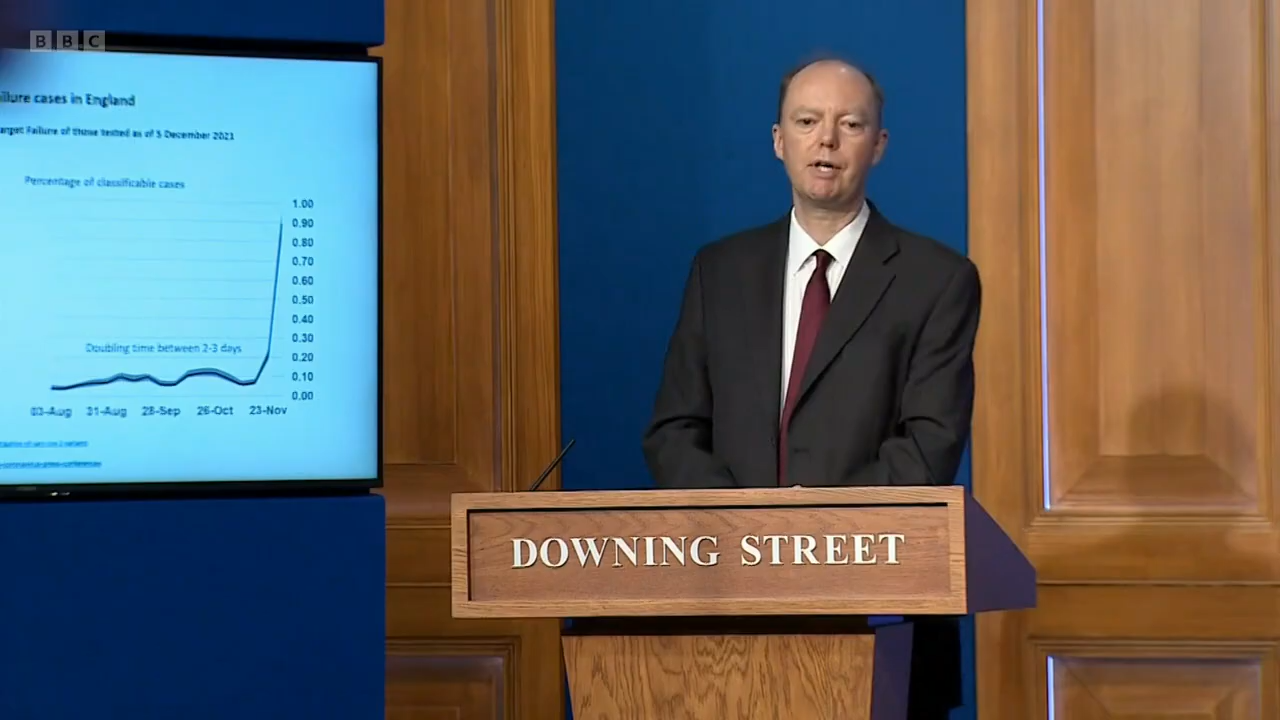 BBC
ilure cases in England
arget Failure of those tested as of 5 December 2021
Percentage of classificable cases
1.00
0.90
0.80
0.70
0.60
0.50
0.40
0.30
Doubling time between 2-3 days
0.20
0.10
0.00
03-Aug 31-Aug 28-Sep 26-Oct 23-Nov
DOWNING STREET